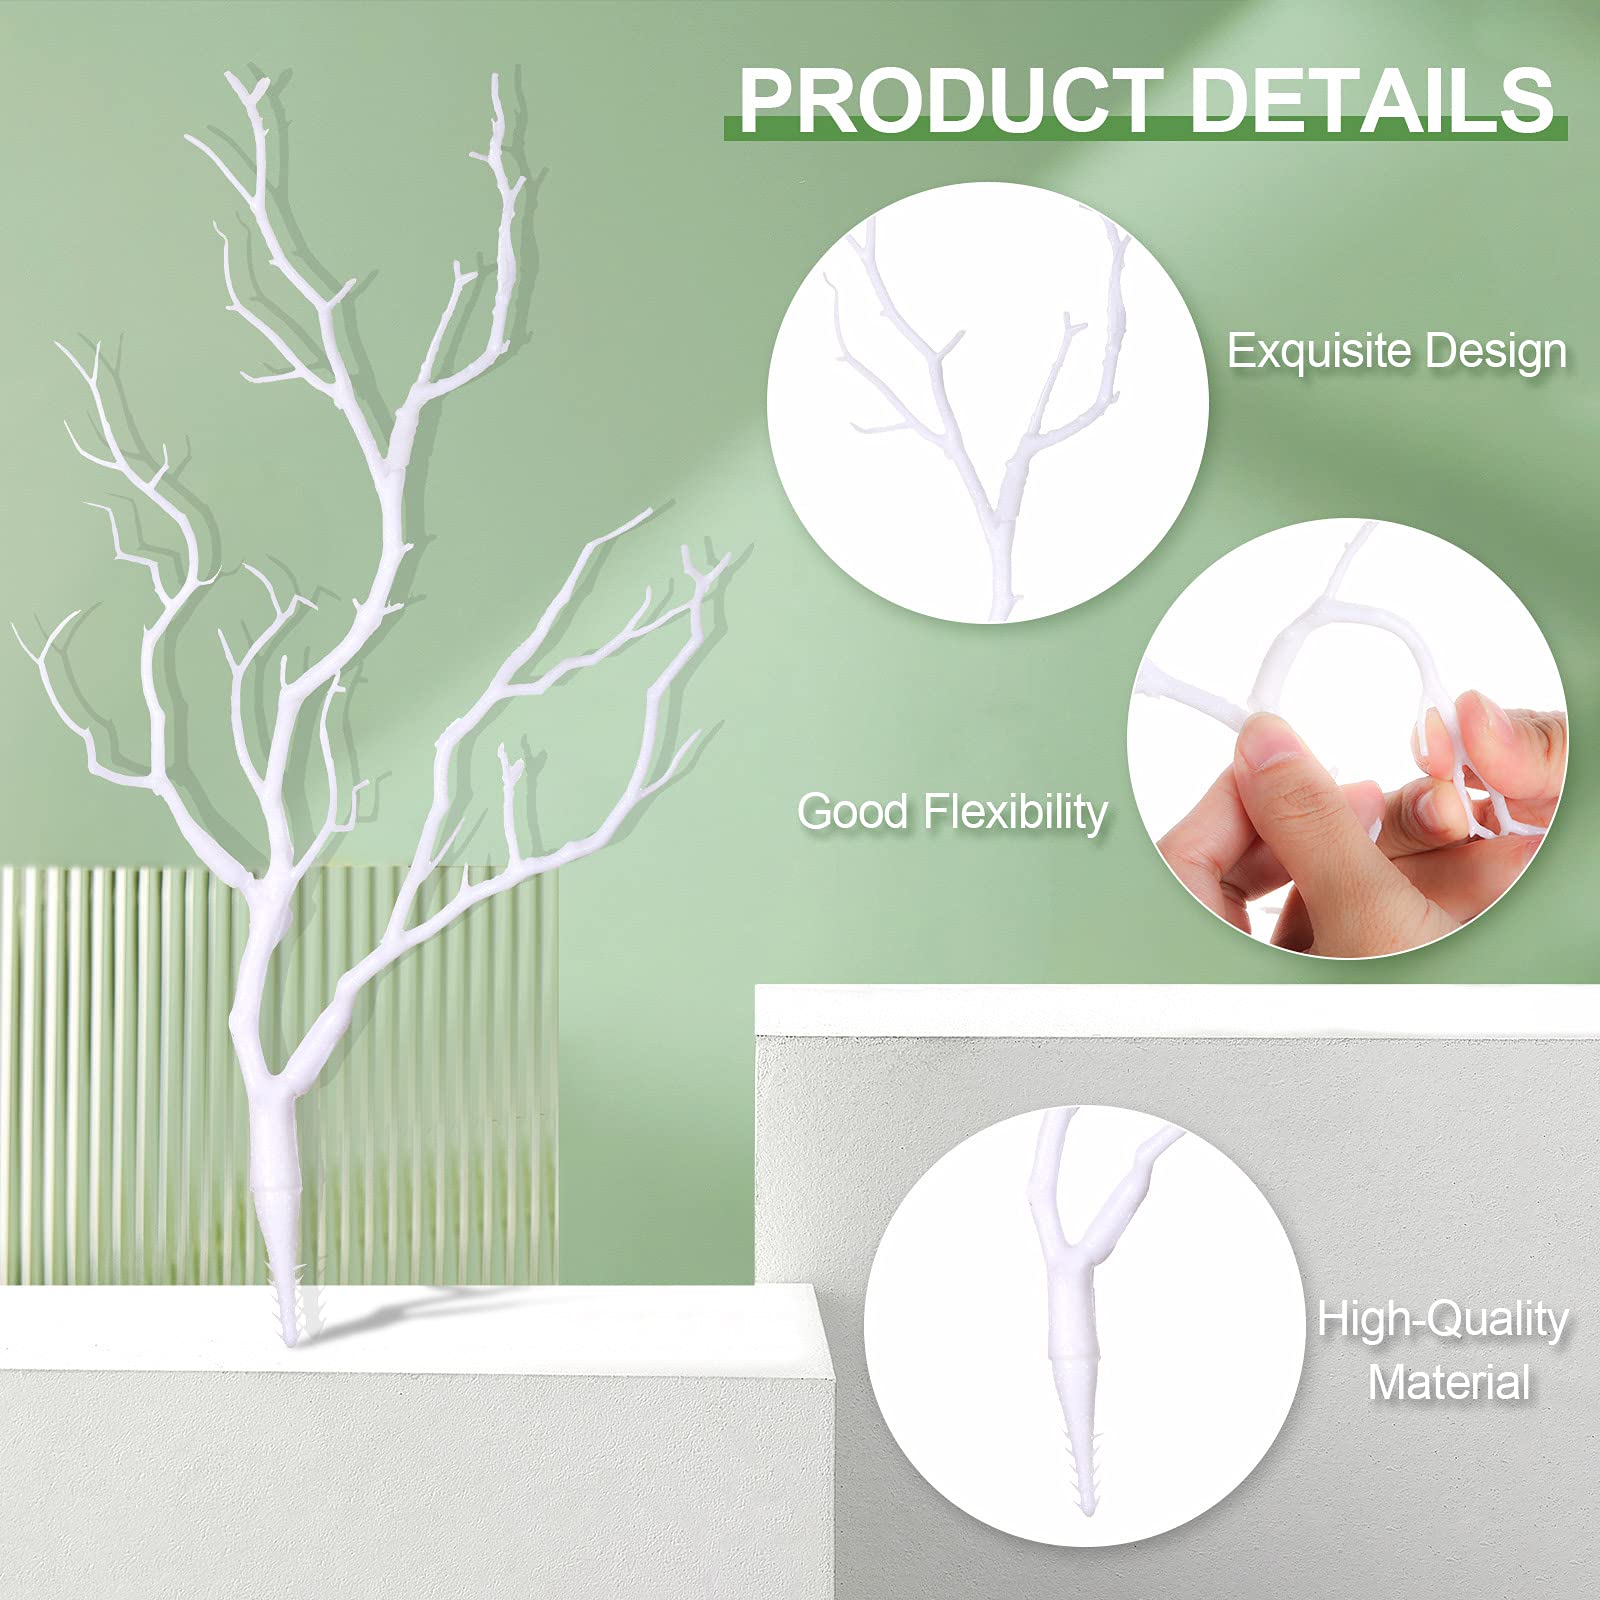 PRODUCT DETAILS
Exquisite Design
Good Flexibility
High-Quality
Material